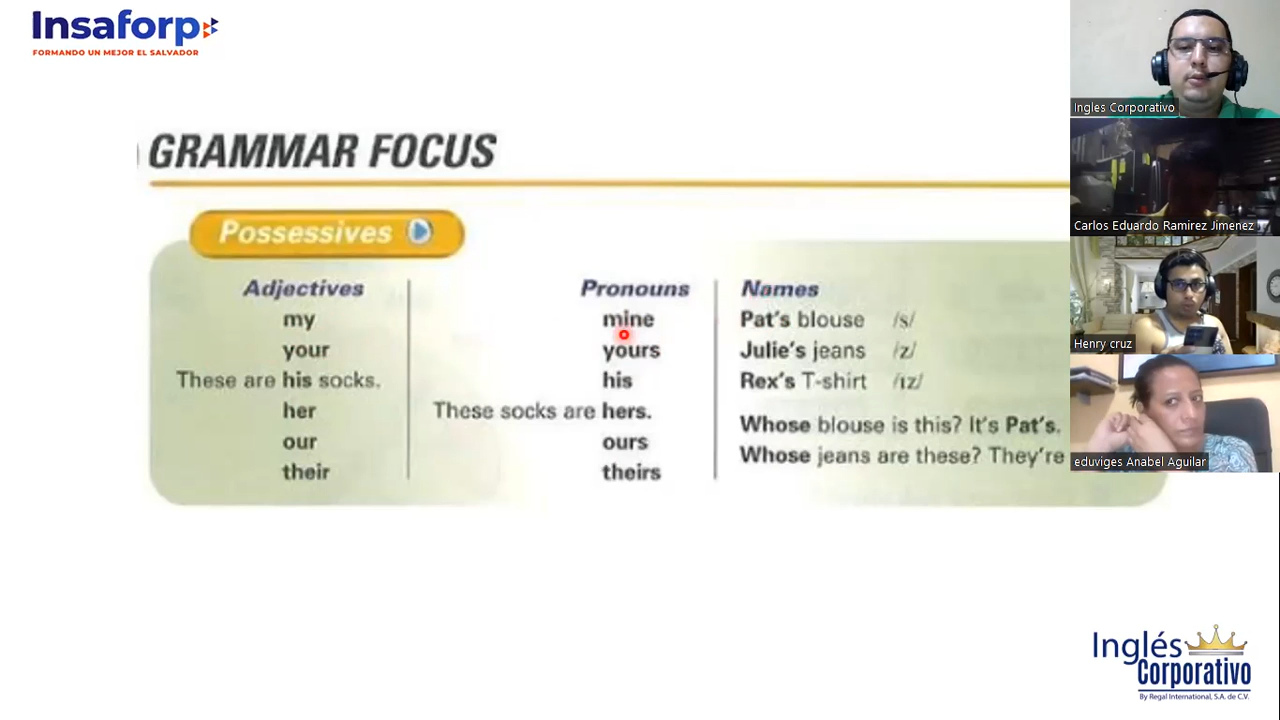 Insaforp
FORMANDO UN MEJOR EL SALVADOR
GRAMMAR FOCUS
Possessives
Adjectives
my
your
These are his socks.
her
our
their
Pronouns
mine
yours
his
These socks are hers.
ours
theirs
Names
Pat's blouse /s/
Julie's jeans /z/
Rex's T-shirt /ɪz/
Whose blouse is this? It's Pat's.
Whose jeans are these? They're
Ingles Corporativo
Carlos Eduardo Ramirez Jimenez
Henry cruz
eduviges Anabel Aguilar
Inglés
Corporativo
By Regal International, S.A. de C.V.